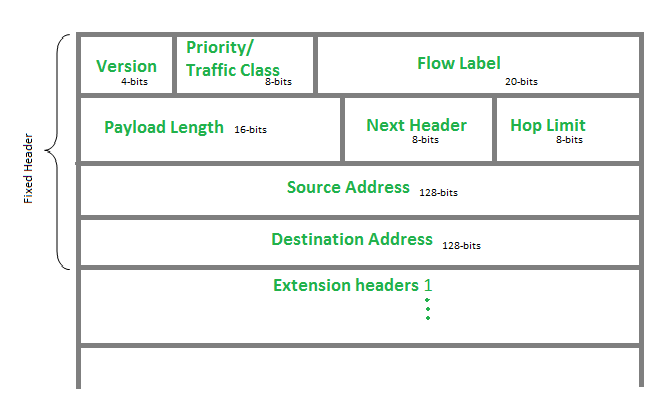 Priority/
Version Traffic Class Flow Label
4-bits 8-bits 20-bits
Payload Length 16-bits Next Header Hop Limit
8-bits 8-bits
Fixed Header
Source Address 128-bits
Destination Address 128-bits
Extension headers 1